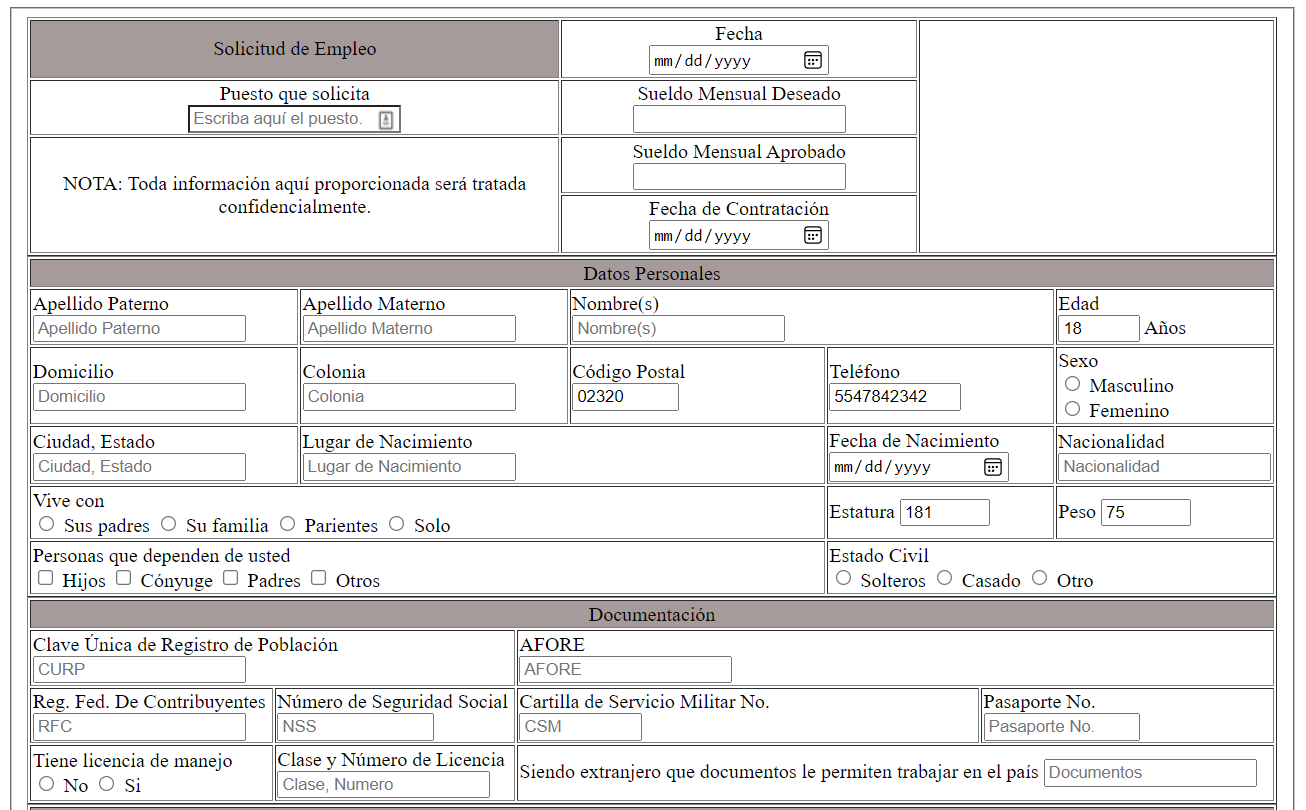 Solicitud de Empleo
Fecha
mm/dd/yyyy
Puesto que solicita
Escriba aquí el puesto.
Sueldo Mensual Deseado
NOTA: Toda información aquí proporcionada será tratada
confidencialmente.
Sueldo Mensual Aprobado
Fecha de Contratación
mm/dd/yyyy
Datos Personales
Apellido Paterno
Apellido Paterno
Apellido Materno
Apellido Materno
Nombre(s)
Nombre(s)
Edad
18 Años
Domicilio
Domicilio
Colonia
Colonia
Código Postal
02320
Teléfono
5547842342
Sexo
Masculino
Femenino
Ciudad, Estado
Ciudad, Estado
Lugar de Nacimiento
Lugar de Nacimiento
Fecha de Nacimiento
mm/dd/yyyy
Nacionalidad
Nacionalidad
Vive con
Sus padres Su familia Parientes Solo
Estatura 181
Peso 75
Personas que dependen de usted
Hijos Cónyuge Padres Otros
Estado Civil
Solteros Casado Otro
Documentación
Clave Única de Registro de Población
CURP
AFORE
AFORE
Reg. Fed. De Contribuyentes
RFC
Número de Seguridad Social
NSS
Cartilla de Servicio Militar No.
CSM
Pasaporte No.
Pasaporte No.
Tiene licencia de manejo
No Si
Clase y Número de Licencia
Clase, Numero
Siendo extranjero que documentos le permiten trabajar en el país Documentos